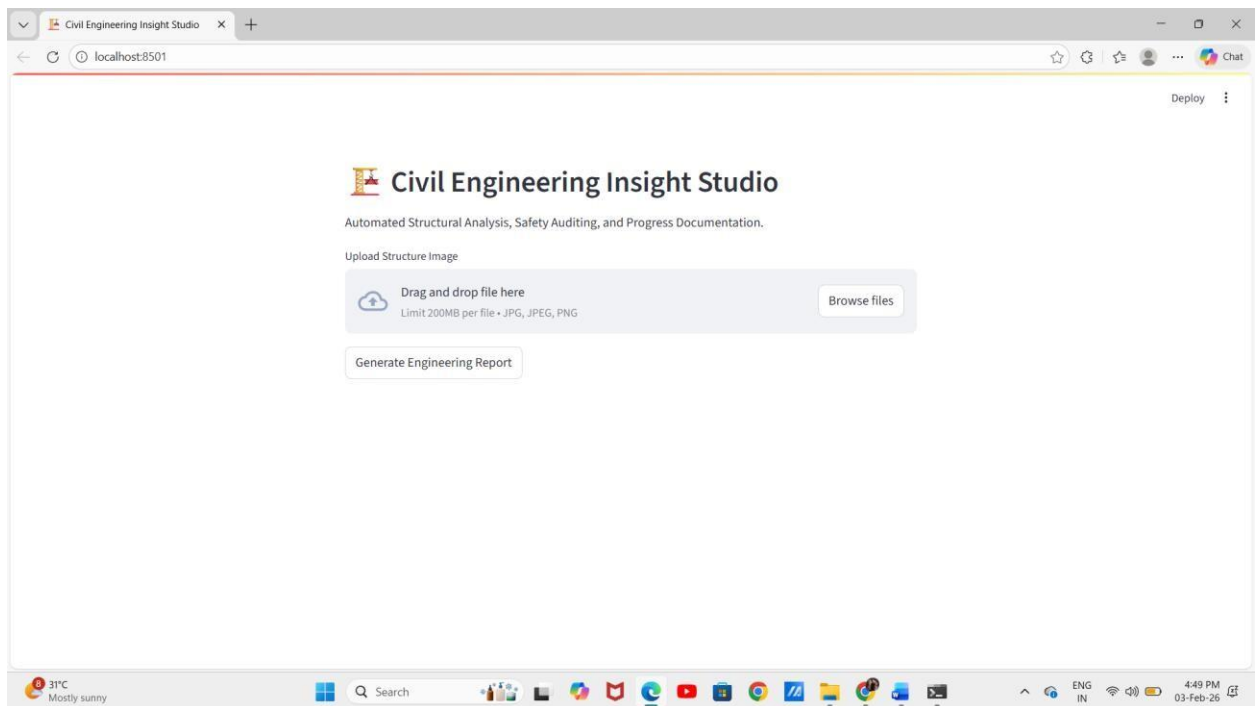 Civil Engineering Insight Studio
localhost:8501
Chat
Deploy
Civil Engineering Insight Studio
Automated Structural Analysis, Safety Auditing, and Progress Documentation.
Upload Structure Image
Drag and drop file here
Limit 200MB per file • JPG, JPEG, PNG
Browse files
Generate Engineering Report
8
31°C
Mostly sunny
Search
ENG
IN
4:49 PM
03-Feb-26